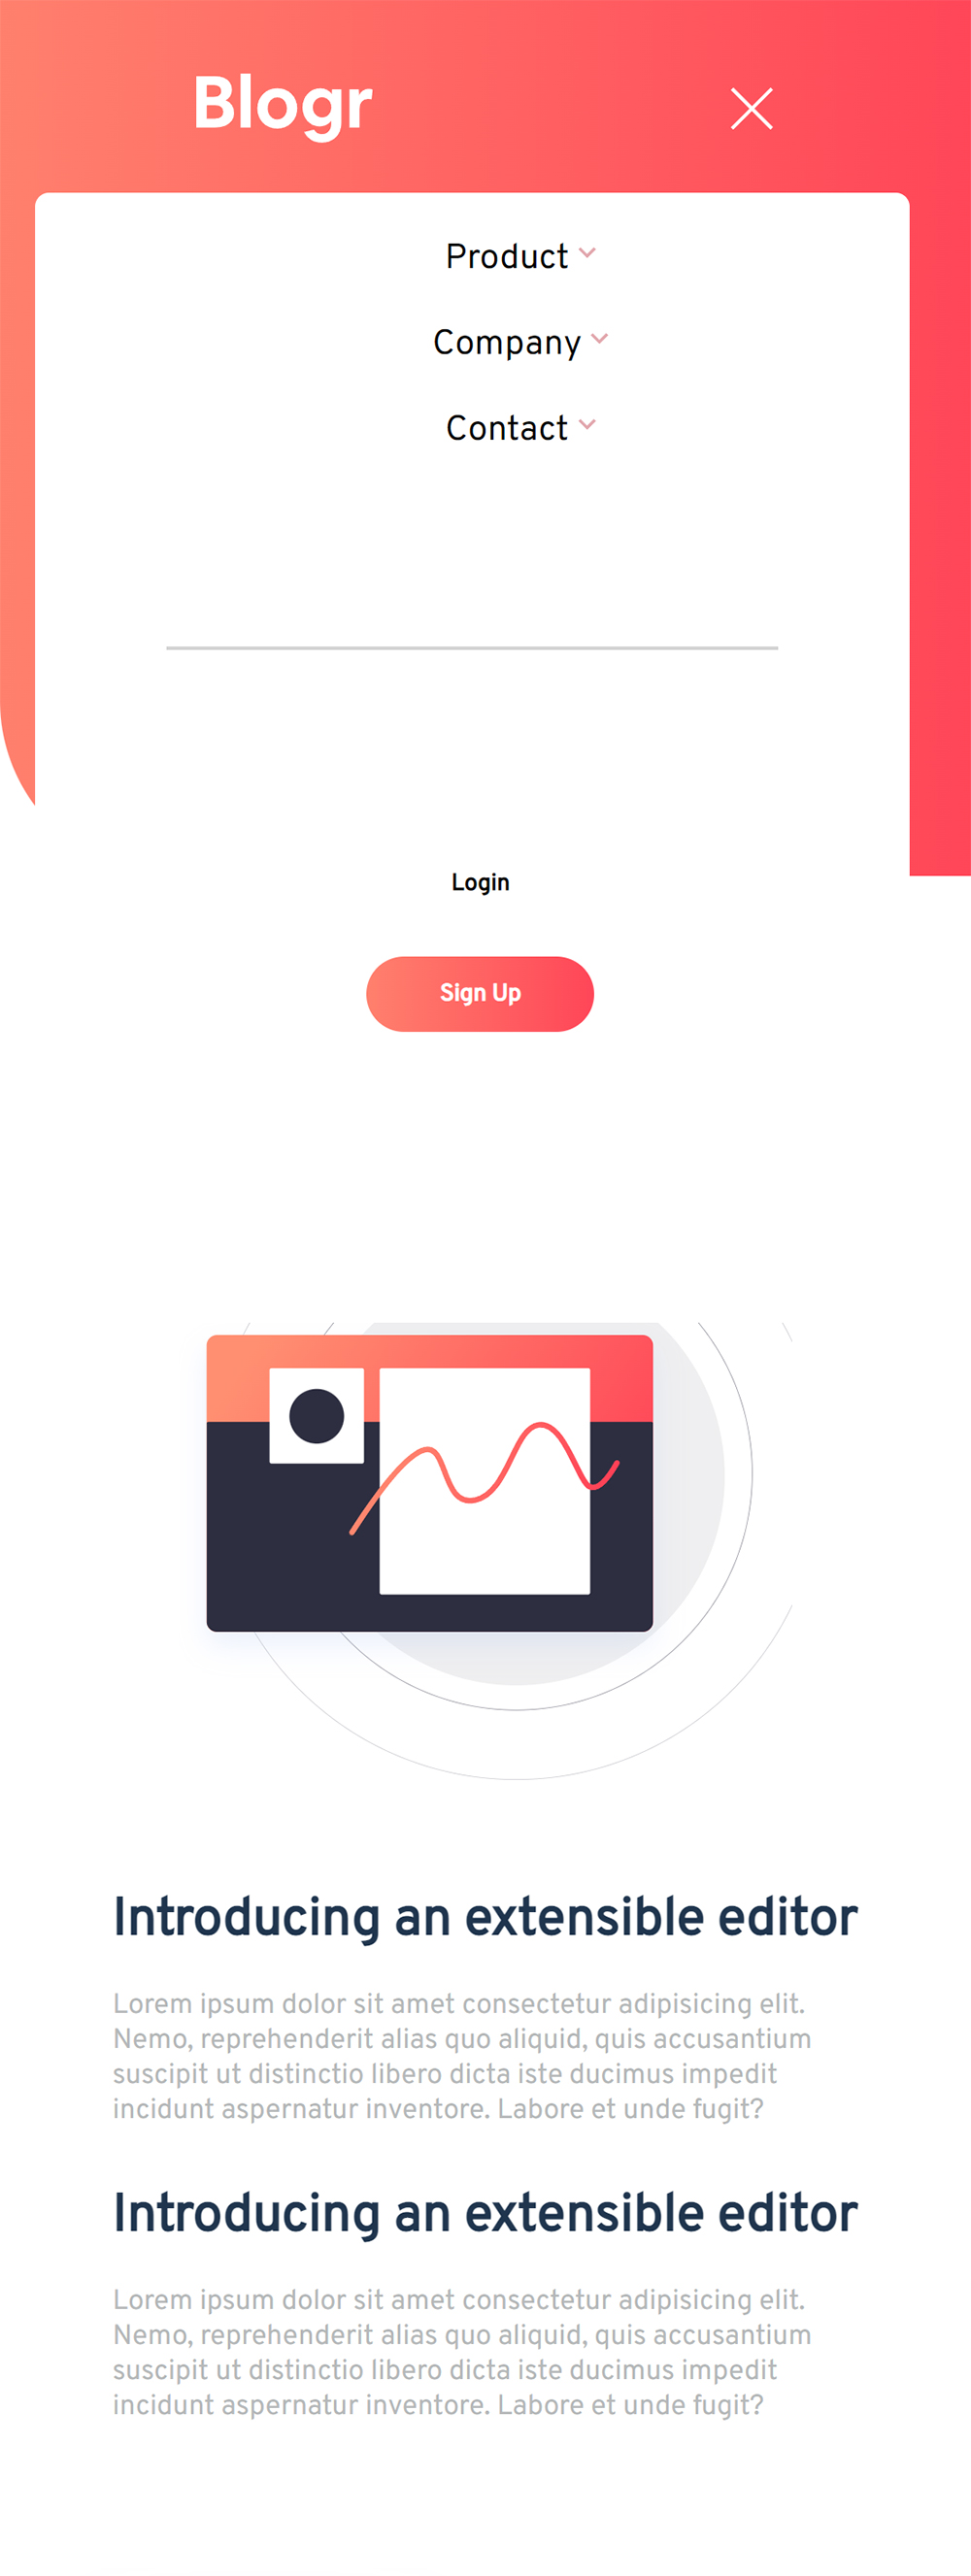 Blogr
Product
Company
Contact
Login
Sign Up
Introducing an extensible editor
Lorem ipsum dolor sit amet consectetur adipisicing elit.
Nemo, reprehenderit alias quo aliquid, quis accusantium
suscipit ut distinctio libero dicta iste ducimus impedit
incidunt aspernatur inventore. Labore et unde fugit?
Introducing an extensible editor
Lorem ipsum dolor sit amet consectetur adipisicing elit.
Nemo, reprehenderit alias quo aliquid, quis accusantium
suscipit ut distinctio libero dicta iste ducimus impedit
incidunt aspernatur inventore. Labore et unde fugit?